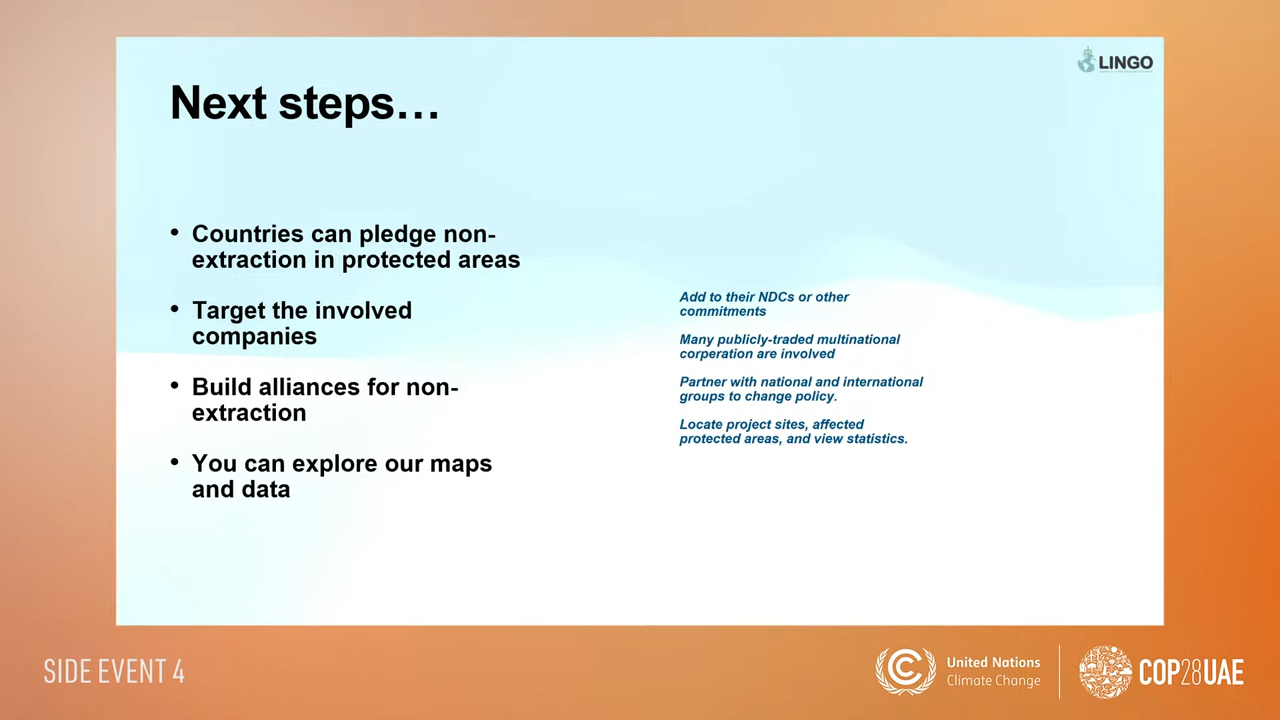 LINGO
Next steps…
• Countries can pledge non-
extraction in protected areas
• Target the involved
companies
• Build alliances for non-
extraction
• You can explore our maps
and data
Add to their NDCs or other
commitments
Many publicly-traded multinational
corperation are involved
Partner with national and international
groups to change policy.
Locate project sites, affected
protected areas, and view statistics.
SIDE EVENT 4
United Nations
Climate Change
COP28UAE